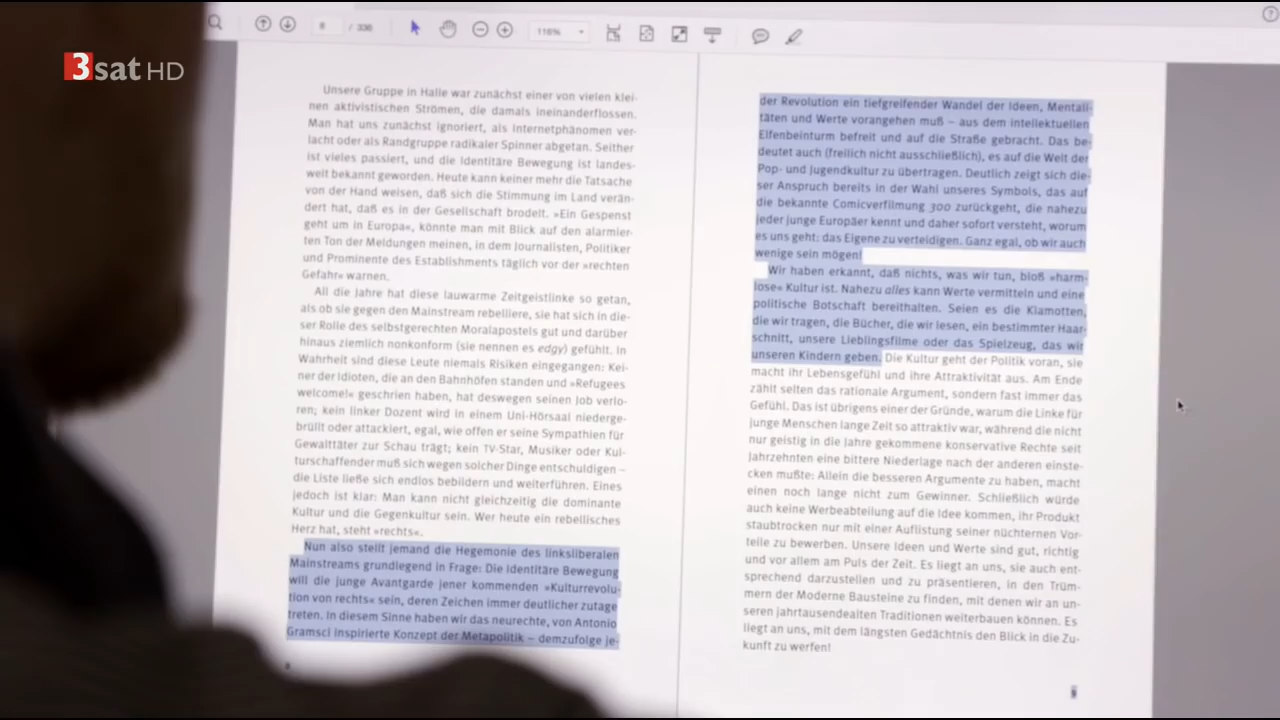 8 / 336
116%
3sat HD
Unsere Gruppe in Halle war zunächst einer von vielen klei-
nen aktivistischen Strömen, die damals ineinanderflossen.
Man hat uns zunächst ignoriert, als Internetphänomen ver-
lacht oder als Randgruppe radikaler Spinner abgetan. Seither
ist vieles passiert, und die Identitäre Bewegung ist landes-
weit bekannt geworden. Heute kann keiner mehr die Tatsache
von der Hand weisen, daß sich die Stimmung im Land verän-
dert hat, daß es in der Gesellschaft brodelt. »Ein Gespenst
geht um in Europa«, könnte man mit Blick auf den alarmier-
ten Ton der Meldungen meinen, in dem Journalisten, Politiker
und Prominente des Establishments täglich vor der »rechten
Gefahr« warnen.
All die Jahre hat diese lauwarme Zeitgeistlinke so getan,
als ob sie gegen den Mainstream rebelliere, sie hat sich in die-
ser Rolle des selbstgerechten Moralapostels gut und darüber
hinaus ziemlich nonkonform (sie nennen es edgy) gefühlt. In
Wahrheit sind diese Leute niemals Risiken eingegangen: Kei-
ner der Idioten, die an den Bahnhöfen standen und »Refugees
welcome!« geschrien haben, hat deswegen seinen Job verlo-
ren; kein linker Dozent wird in einem Uni-Hörsaal niederge-
brüllt oder attackiert, egal, wie offen er seine Sympathien für
Gewalttäter zur Schau trägt; kein TV-Star, Musiker oder Kul-
turschaffender muß sich wegen solcher Dinge entschuldigen –
die Liste ließe sich endlos bebildern und weiterführen. Eines
jedoch ist klar: Man kann nicht gleichzeitig die dominante
Kultur und die Gegenkultur sein. Wer heute ein rebellisches
Herz hat, steht »rechts«.
Nun also stellt jemand die Hegemonie des linksliberalen
Mainstreams grundlegend in Frage: Die Identitäre Bewegung
will die junge Avantgarde jener kommenden »Kulturrevolu-
tion von rechts« sein, deren Zeichen immer deutlicher zutage
treten. In diesem Sinne haben wir das neurechte, von Antonio
Gramsci inspirierte Konzept der Metapolitik – demzufolge je-
8
der Revolution ein tiefgreifender Wandel der Ideen, Mentali-
täten und Werte vorangehen muß – aus dem intellektuellen
Elfenbeinturm befreit und auf die Straße gebracht. Das be-
deutet auch (freilich nicht ausschließlich), es auf die Welt der
Pop- und Jugendkultur zu übertragen. Deutlich zeigt sich die-
ser Anspruch bereits in der Wahl unseres Symbols, das auf
die bekannte Comicverfilmung 300 zurückgeht, die nahezu
jeder junge Europäer kennt und daher sofort versteht, worum
es uns geht: das Eigene zu verteidigen. Ganz egal, ob wir auch
wenige sein mögen!
Wir haben erkannt, daß nichts, was wir tun, bloß »harm-
lose« Kultur ist. Nahezu alles kann Werte vermitteln und eine
politische Botschaft bereithalten. Seien es die Klamotten,
die wir tragen, die Bücher, die wir lesen, ein bestimmter Haar-
schnitt, unsere Lieblingsfilme oder das Spielzeug, das wir
unseren Kindern geben. Die Kultur geht der Politik voran, sie
macht ihr Lebensgefühl und ihre Attraktivität aus. Am Ende
zählt selten das rationale Argument, sondern fast immer das
Gefühl. Das ist übrigens einer der Gründe, warum die Linke für
junge Menschen lange Zeit so attraktiv war, während die nicht
nur geistig in die Jahre gekommene konservative Rechte seit
Jahrzehnten eine bittere Niederlage nach der anderen einste-
cken mußte: Allein die besseren Argumente zu haben, macht
einen noch lange nicht zum Gewinner. Schließlich würde
auch keine Werbeabteilung auf die Idee kommen, ihr Produkt
staubtrocken nur mit einer Auflistung seiner nüchternen Vor-
teile zu bewerben. Unsere Ideen und Werte sind gut, richtig
und vor allem am Puls der Zeit. Es liegt an uns, sie auch ent-
sprechend darzustellen und zu präsentieren, in den Trüm-
mern der Moderne Bausteine zu finden, mit denen wir an un-
seren jahrtausendealten Traditionen weiterbauen können. Es
liegt an uns, mit dem längsten Gedächtnis den Blick in die Zu-
kunft zu werfen!
9